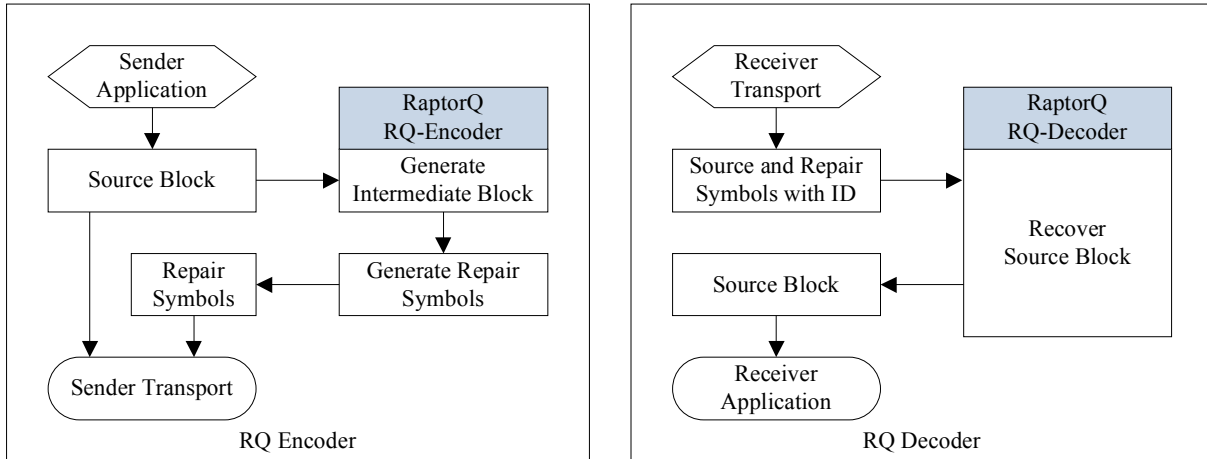 Sender
Application
RaptorQ
RQ-Encoder
Source Block
Generate
Intermediate Block
Repair
Symbols
Generate Repair
Symbols
Sender Transport
RQ Encoder
Receiver
Transport
RaptorQ
RQ-Decoder
Source and Repair
Symbols with ID
Recover
Source Block
Source Block
Receiver
Application
RQ Decoder